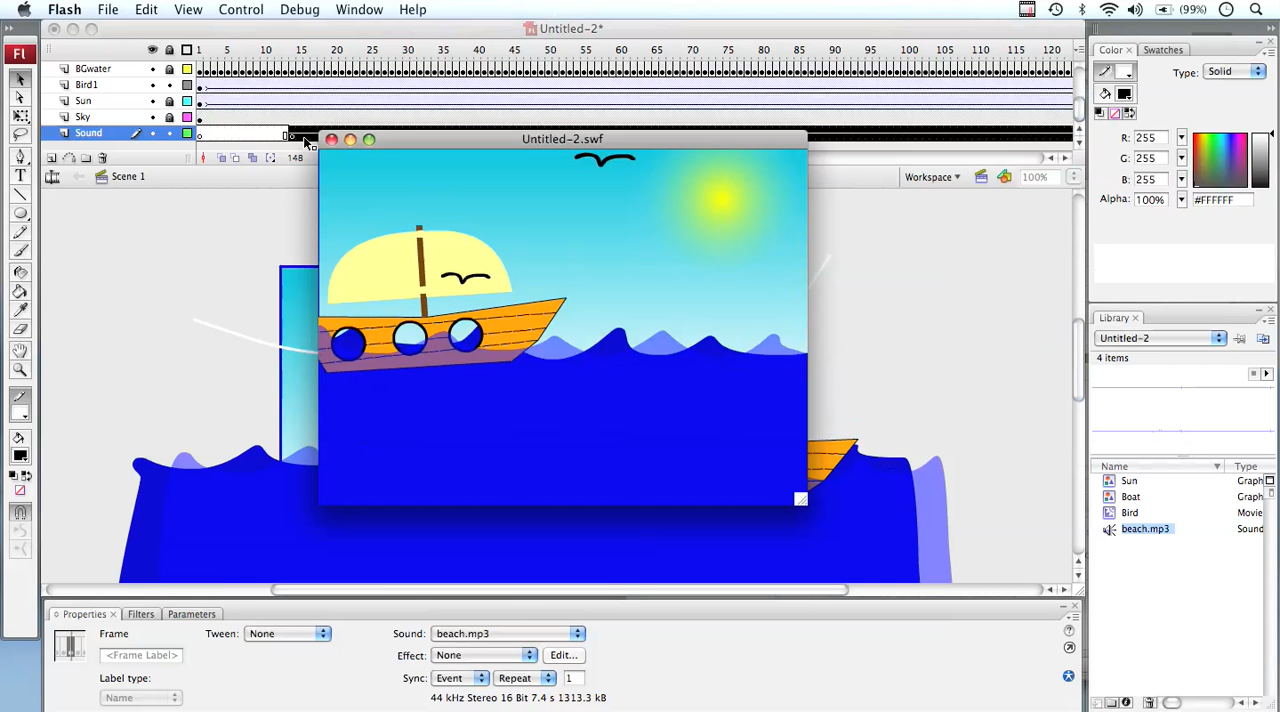 Flash File Edit View Control Debug Window Help (99%)
Untitled-2*
1 5 10 15 20 25 30 35 40 45 50 55 60 65 70 75 80 85 90 95 100 105 110 115 120
BGwater
Bird1
Sun
Sky
Sound
148
Scene 1
Workspace 100%
Untitled-2.swf
Fl
Color Swatches
Type: Solid
R: 255
G: 255
B: 255
Alpha: 100% #FFFFFF
Library
Untitled-2
4 items
Name Type
Sun Graph
Boat Graph
Bird Movie
beach.mp3 Sound
Properties Filters Parameters
Frame Tween: None Sound: beach.mp3
<Frame Label> Effect: None Edit...
Label type: Sync: Event Repeat 1
Name 44 kHz Stereo 16 Bit 7.4 s 1313.3 kB